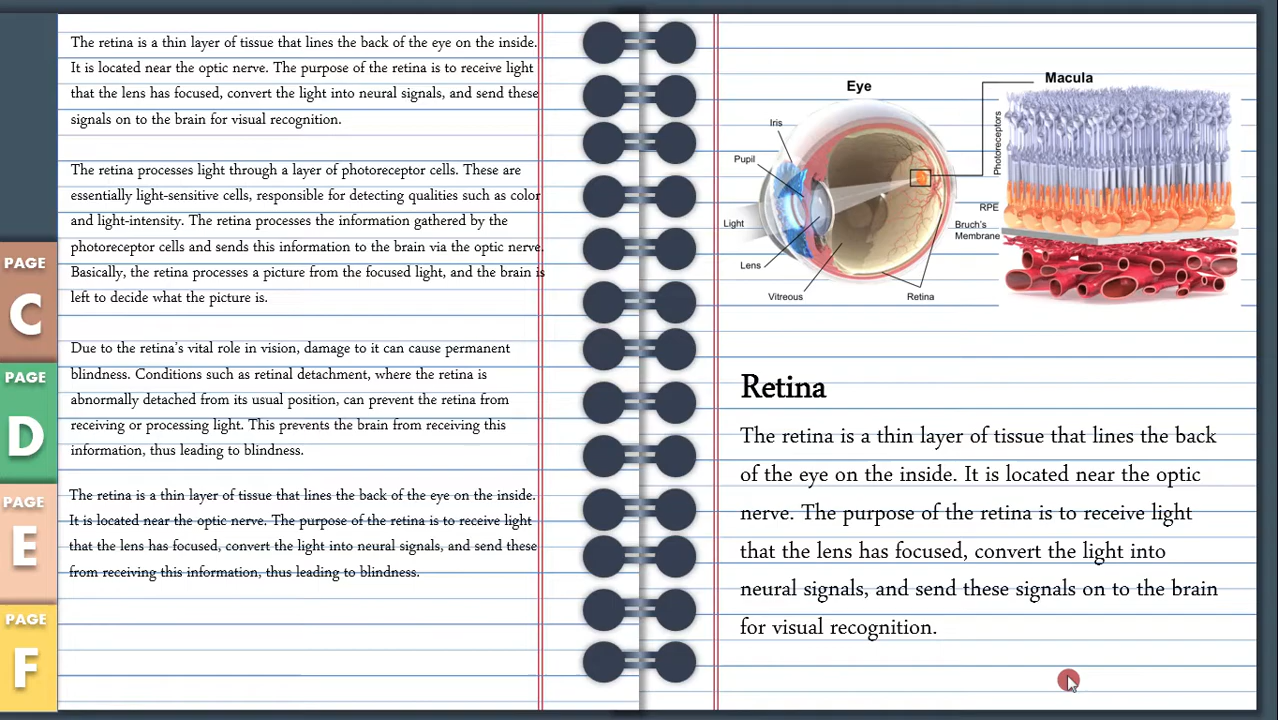 The retina is a thin layer of tissue that lines the back of the eye on the inside.
It is located near the optic nerve. The purpose of the retina is to receive light
that the lens has focused, convert the light into neural signals, and send these
signals on to the brain for visual recognition.
The retina processes light through a layer of photoreceptor cells. These are
essentially light-sensitive cells, responsible for detecting qualities such as color
and light-intensity. The retina processes the information gathered by the
photoreceptor cells and sends this information to the brain via the optic nerve.
Basically, the retina processes a picture from the focused light, and the brain is
left to decide what the picture is.
Due to the retina's vital role in vision, damage to it can cause permanent
blindness. Conditions such as retinal detachment, where the retina is
abnormally detached from its usual position, can prevent the retina from
receiving or processing light. This prevents the brain from receiving this
information, thus leading to blindness.
The retina is a thin layer of tissue that lines the back of the eye on the inside.
It is located near the optic nerve. The purpose of the retina is to receive light
that the lens has focused, convert the light into neural signals, and send these
from receiving this information, thus leading to blindness.
PAGE
C
PAGE
D
PAGE
E
PAGE
F
Eye
Macula
Iris
Pupil
Light
Lens
Vitreous
Retina
Photoreceptors
RPE
Bruch's
Membrane
Retina
The retina is a thin layer of tissue that lines the back
of the eye on the inside. It is located near the optic
nerve. The purpose of the retina is to receive light
that the lens has focused, convert the light into
neural signals, and send these signals on to the brain
for visual recognition.